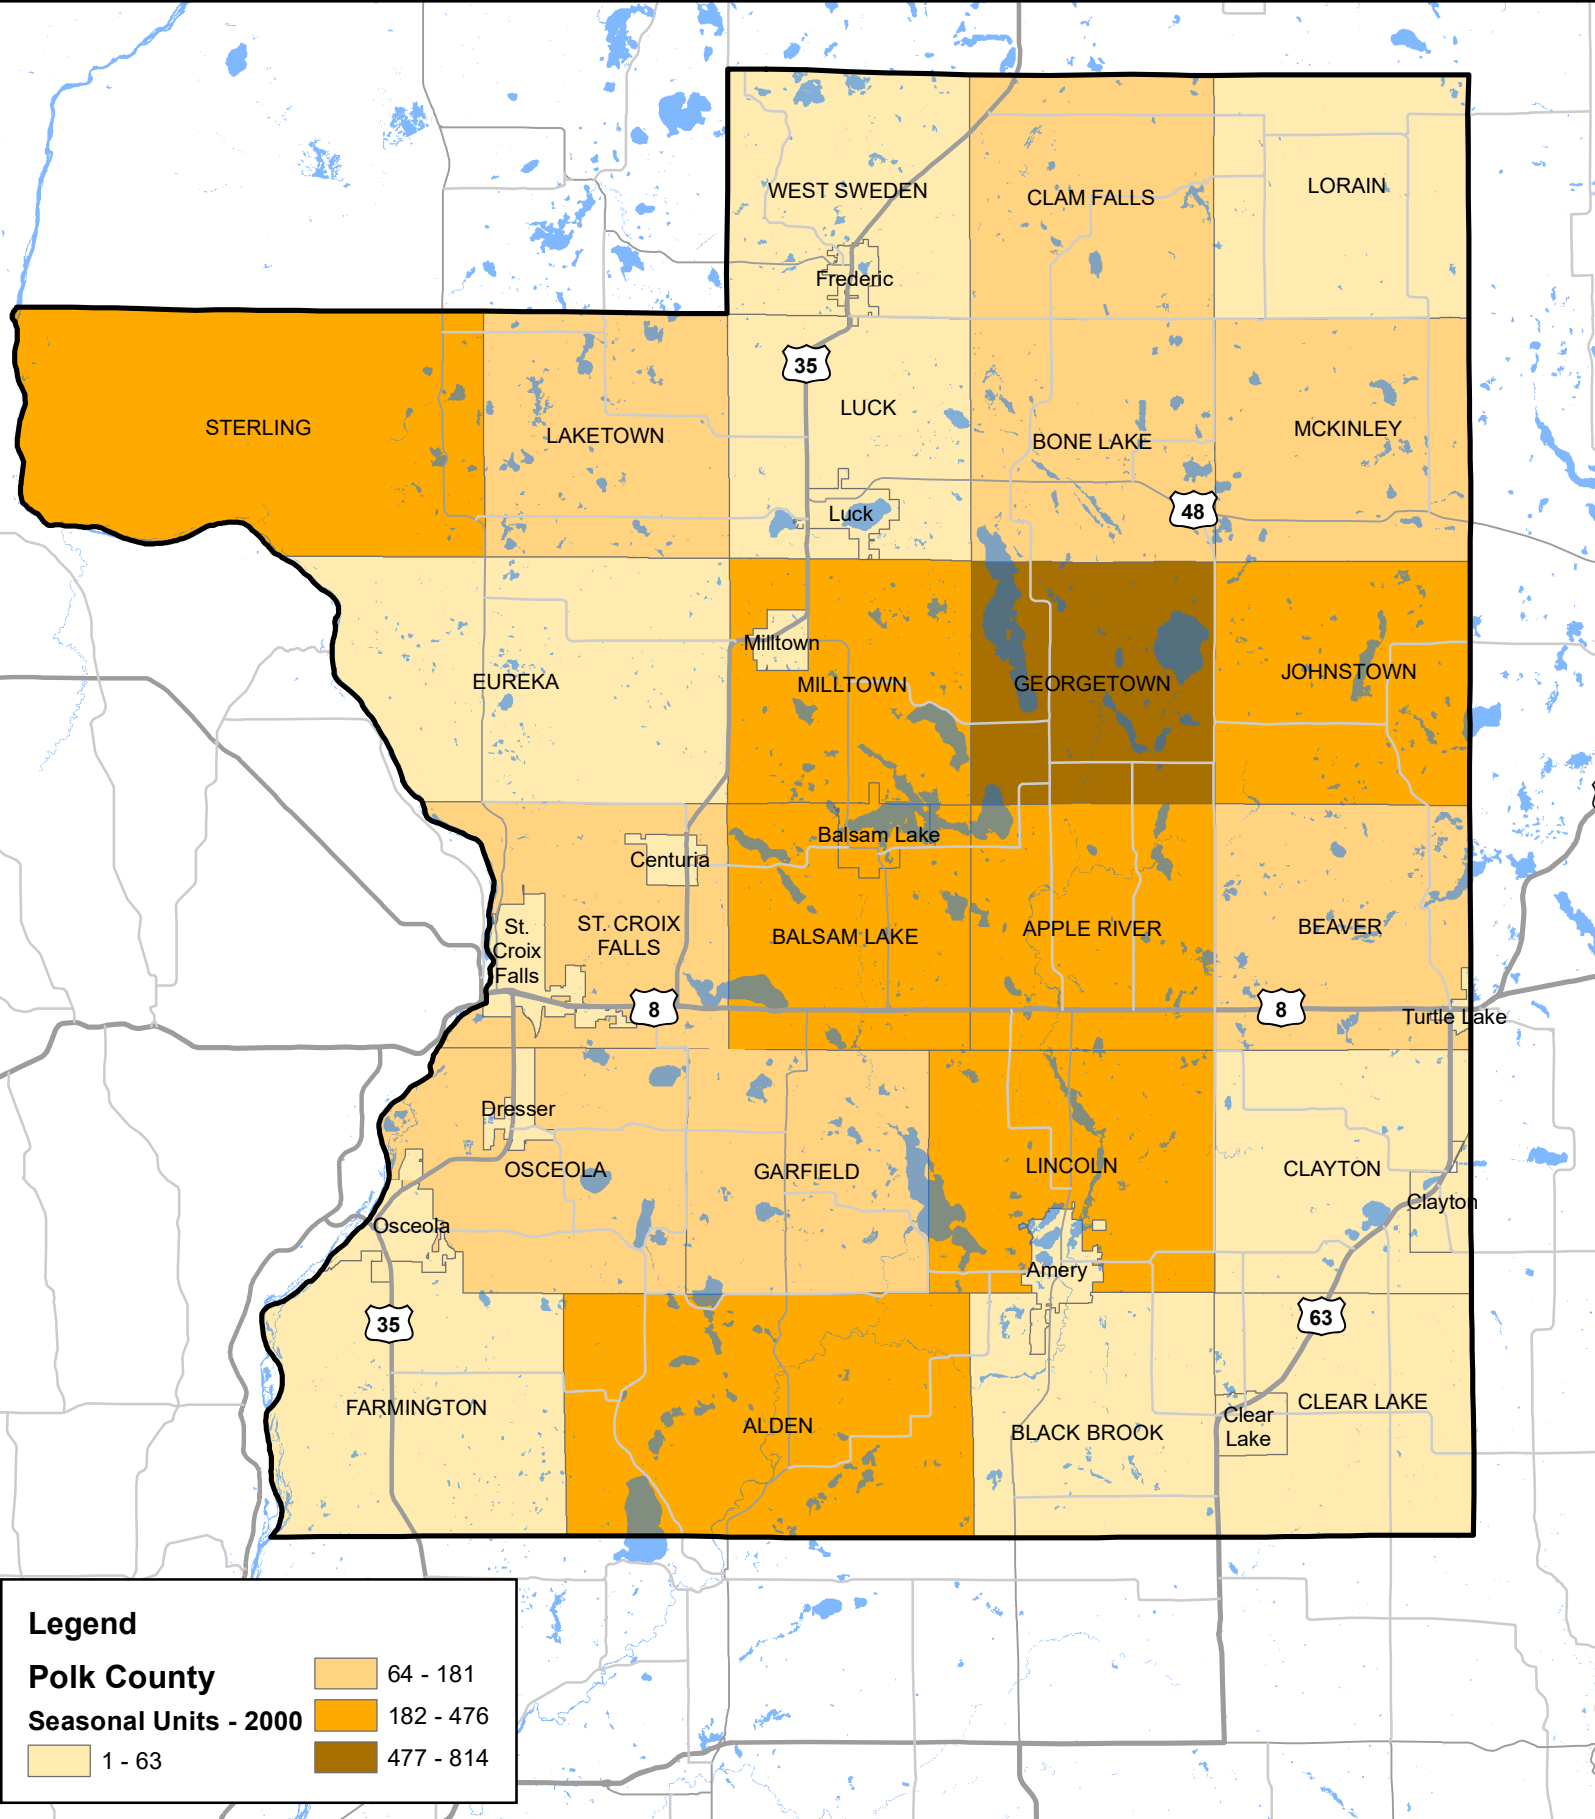 WEST SWEDEN
CLAM FALLS
LORAIN
Frederic
35
STERLING
LAKETOWN
LUCK
BONE LAKE
MCKINLEY
Luck
48
Milltown
EUREKA
MILLTOWN
GEORGETOWN
JOHNSTOWN
Balsam Lake
Centuria
St.
Croix
Falls
ST. CROIX
FALLS
BALSAM LAKE
APPLE RIVER
BEAVER
8
8
Turtle Lake
Dresser
OSCEOLA
GARFIELD
LINCOLN
CLAYTON
Clayton
Osceola
Amery
35
63
FARMINGTON
ALDEN
BLACK BROOK
Clear
Lake
CLEAR LAKE
Legend
Polk County
Seasonal Units - 2000
1 - 63
64 - 181
182 - 476
477 - 814